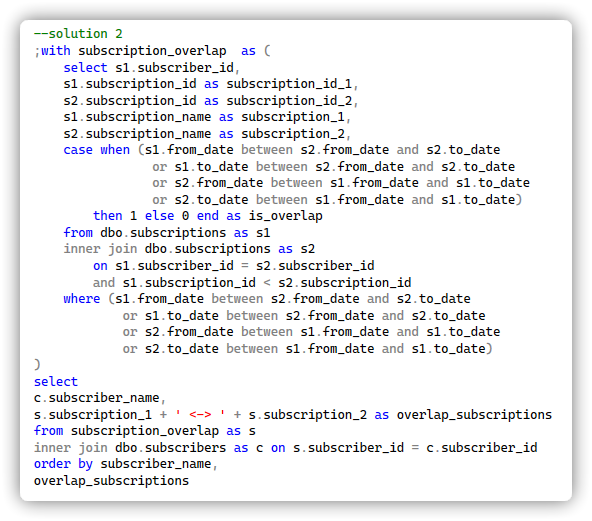 --solution 2
;with subscription_overlap  as (
    select s1.subscriber_id,
    s1.subscription_id as subscription_id_1,
    s2.subscription_id as subscription_id_2,
    s1.subscription_name as subscription_1,
    s2.subscription_name as subscription_2,
    case when (s1.from_date between s2.from_date and s2.to_date
                or s1.to_date between s2.from_date and s2.to_date
                or s2.from_date between s1.from_date and s1.to_date
                or s2.to_date between s1.from_date and s1.to_date)
        then 1 else 0 end as is_overlap
    from dbo.subscriptions as s1
    inner join dbo.subscriptions as s2
        on s1.subscriber_id = s2.subscriber_id
        and s1.subscription_id < s2.subscription_id
    where (s1.from_date between s2.from_date and s2.to_date
            or s1.to_date between s2.from_date and s2.to_date
            or s2.from_date between s1.from_date and s1.to_date
            or s2.to_date between s1.from_date and s1.to_date)
)
select
c.subscriber_name,
s.subscription_1 + ' <-> ' + s.subscription_2 as overlap_subscriptions
from subscription_overlap as s
inner join dbo.subscribers as c on s.subscriber_id = c.subscriber_id
order by subscriber_name,
overlap_subscriptions